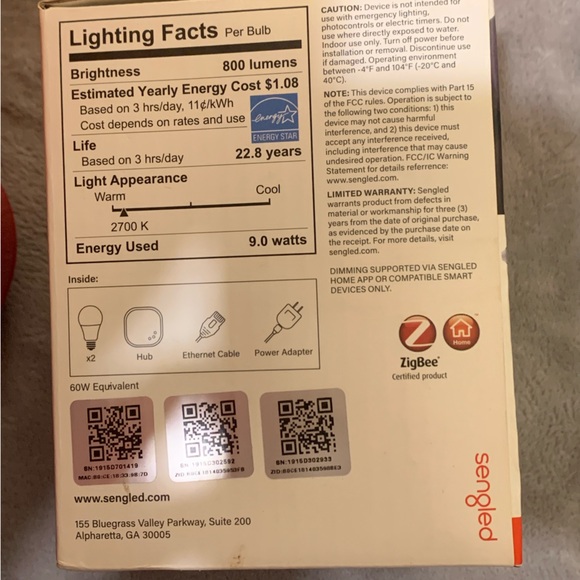 Lighting Facts Per Bulb
Brightness 800 lumens
Estimated Yearly Energy Cost $1.08
Based on 3 hrs/day, 11¢/kWh
Cost depends on rates and use
energy
ENERGY STAR
Life
Based on 3 hrs/day 22.8 years
Light Appearance
Warm Cool
2700 K
Energy Used 9.0 watts
Inside:
x2
Hub
Ethernet Cable
Power Adapter
60W Equivalent
SN:1815D701419
SN:1815D302933
www.sengled.com
155 Bluegrass Valley Parkway, Suite 200
Alpharetta, GA 30005
CAUTION: Device is not intended for
use with emergency lighting,
photocontrols or electric timers. Do not
use where directly exposed to water.
Indoor use only. Turn off power before
installation or removal. Discontinue use
if damaged. Operating environment
between -4°F and 104°F (-20°C and
40°C).
NOTE: This device complies with Part 15
of the FCC rules. Operation is subject to
the following two conditions: 1) this
device may not cause harmful
interference, and 2) this device must
accept any interference received,
including interference that may cause
undesired operation. FCC/IC Warning
Statement for details referrence:
www.sengled.com.
LIMITED WARRANTY: Sengled
warrants product from defects in
material or workmanship for three (3)
years from the date of original purchase,
as evidenced by the purchase date on
the receipt. For more details, visit
sengled.com.
DIMMING SUPPORTED VIA SENGLED
HOME APP OR COMPATIBLE SMART
DEVICES ONLY.
Home
ZigBee®
Certified product
sengled